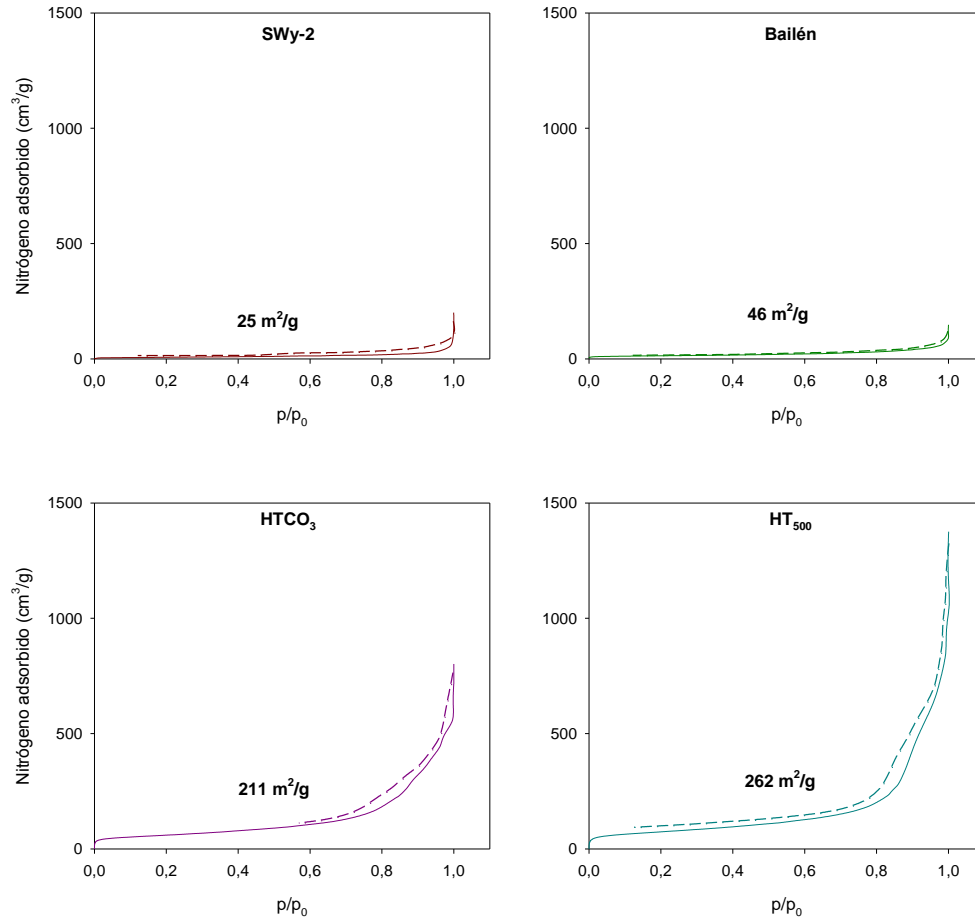 SWy-2
Nitrógeno adsorbido (cm³/g)
1500
1000
500
0
25 m²/g
0,0 0,2 0,4 0,6 0,8 1,0
p/p₀
Bailén
1500
1000
500
0
46 m²/g
0,0 0,2 0,4 0,6 0,8 1,0
p/p₀
HTCO₃
Nitrógeno adsorbido (cm³/g)
1500
1000
500
0
211 m²/g
0,0 0,2 0,4 0,6 0,8 1,0
p/p₀
HT₅₀₀
1500
1000
500
0
262 m²/g
0,0 0,2 0,4 0,6 0,8 1,0
p/p₀